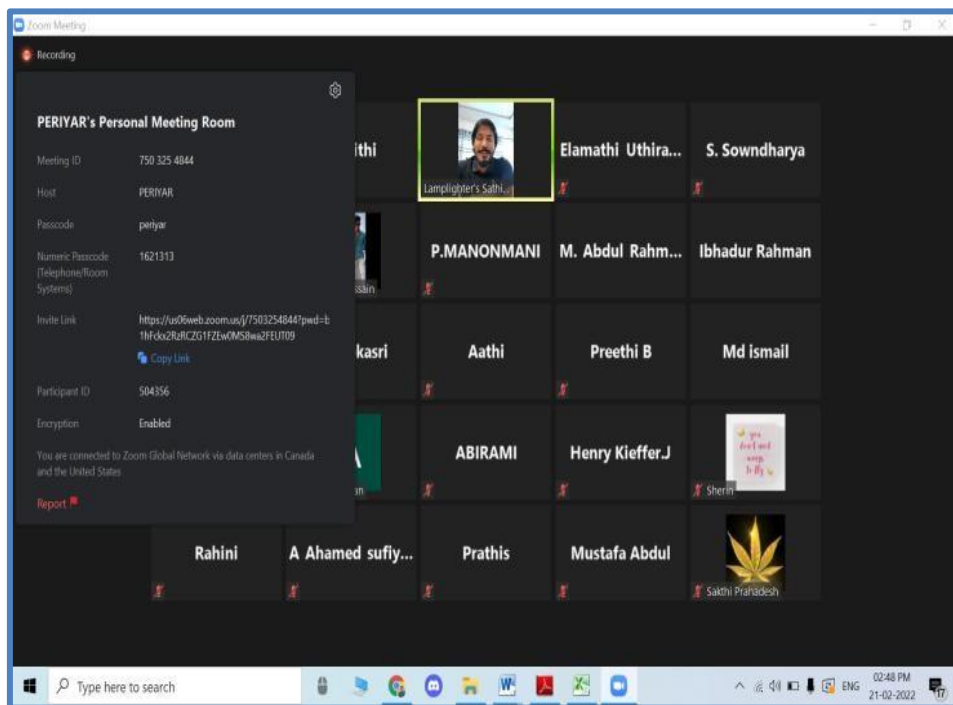 Zoom Meeting
Recording
PERIYAR's Personal Meeting Room
Meeting ID 750 325 4844
Host PERIYAR
Passcode periyar
Numeric Passcode 1621313
(Telephone/Room
Systems)
Invite Link https://us06web.zoom.us/j/7503254844?pwd=b
Copy Link
Participant ID 504356
Encryption Enabled
You are connected to Zoom Global Network via data centers in Canada
and the United States
Report
ithi
Lamplighter's Sathi...
Elamathi Uthira...
S. Sowndharya
ssain
P.MANONMANI
M. Abdul Rahm...
Ibhadur Rahman
kasri
Aathi
Preethi B
Md ismail
an
ABIRAMI
Henry Kieffer.J
Sherin
Rahini
A Ahamed sufiy...
Prathis
Mustafa Abdul
Sakthi Prahadesh
Type here to search
ENG
02:48 PM
21-02-2022
17